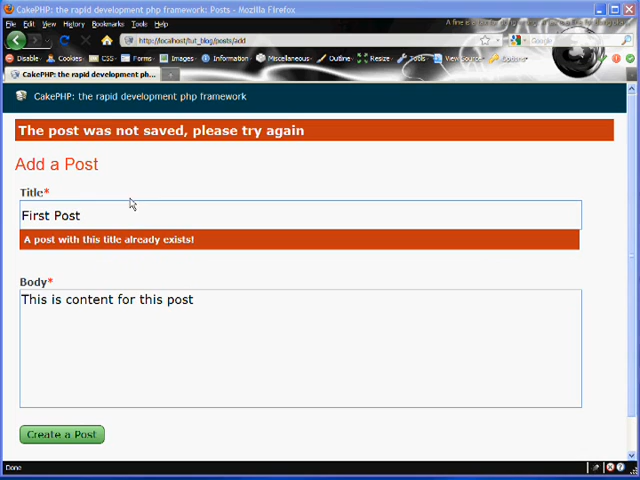 CakePHP: the rapid development php framework: Posts - Mozilla Firefox
File Edit View History Bookmarks Tools Help
http://localhost/tut_blog/posts/add
Google
Disable Cookies CSS Forms Images Information Miscellaneous Outline Resize Tools View Source Options
CakePHP: the rapid development ph...
CakePHP: the rapid development php framework
The post was not saved, please try again
Add a Post
Title*
First Post
A post with this title already exists!
Body*
This is content for this post
Create a Post
Done